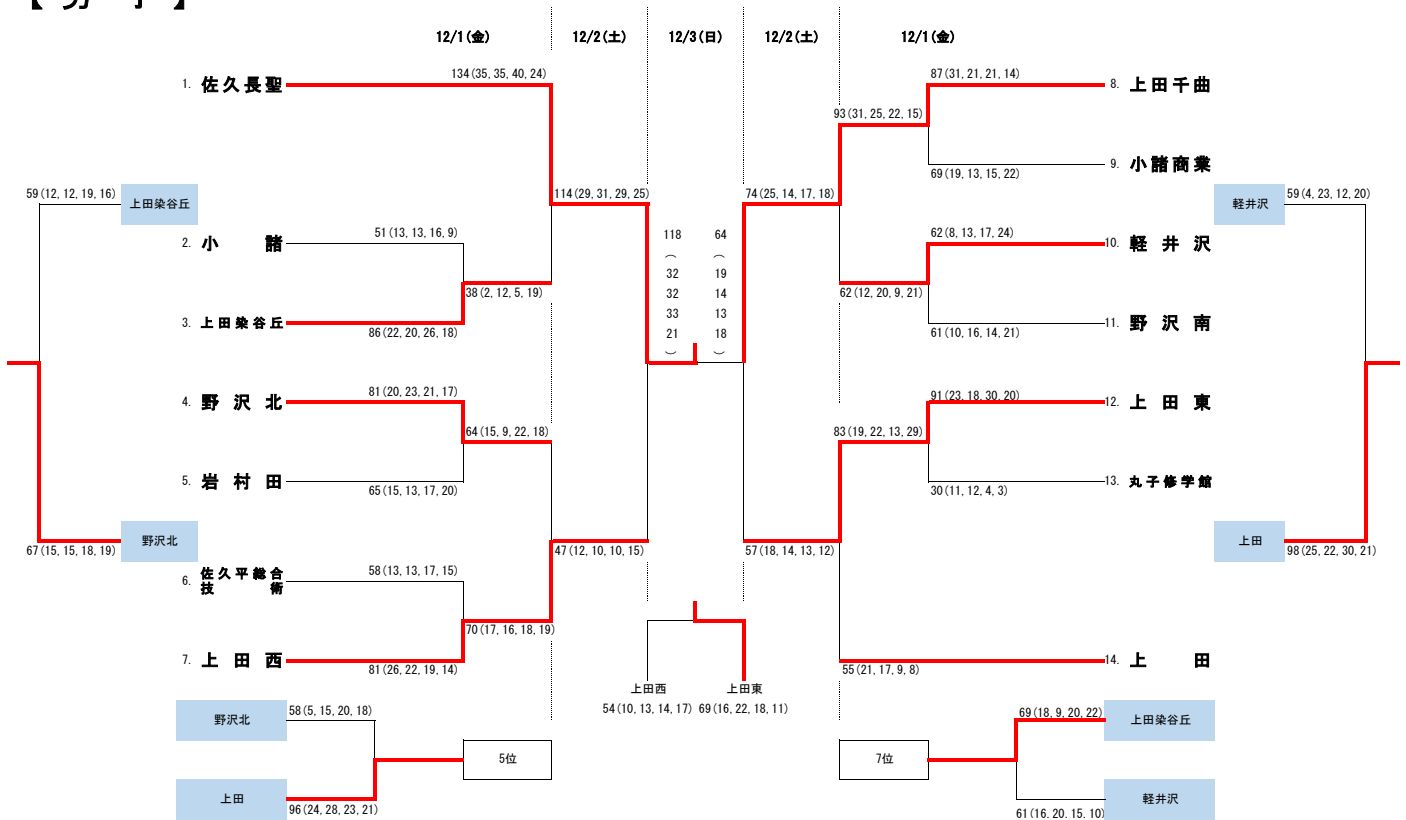 12/1(金)
12/2(土)
12/3(日)
12/2(土)
12/1(金)
134(35, 35, 40, 24)
1. 佐久長聖
87(31, 21, 21, 14)
8. 上田千曲
93(31, 25, 22, 15)
9. 小諸商業
69(19, 13, 15, 22)
59(12, 12, 19, 16)
上田染谷丘
114(29, 31, 29, 25)
74(25, 14, 17, 18)
軽井沢
59(4, 23, 12, 20)
2. 小諸
51(13, 13, 16, 9)
118
(
32
32
33
21
)
64
(
19
14
13
18
)
62(8, 13, 17, 24)
10. 軽井沢
38(2, 12, 5, 19)
62(12, 20, 9, 21)
3. 上田染谷丘
86(22, 20, 26, 18)
61(10, 16, 14, 21)
11. 野沢南
81(20, 23, 21, 17)
4. 野沢北
91(23, 18, 30, 20)
12. 上田東
64(15, 9, 22, 18)
83(19, 22, 13, 29)
5. 岩村田
65(15, 13, 17, 20)
30(11, 12, 4, 3)
13. 丸子修学館
67(15, 15, 18, 19)
野沢北
47(12, 10, 10, 15)
57(18, 14, 13, 12)
上田
98(25, 22, 30, 21)
6. 佐久平総合
技術
58(13, 13, 17, 15)
70(17, 16, 18, 19)
7. 上田西
81(26, 22, 19, 14)
55(21, 17, 9, 8)
14. 上田
上田西
54(10, 13, 14, 17)
上田東
69(16, 22, 18, 11)
野沢北
58(5, 15, 20, 18)
5位
上田
96(24, 28, 23, 21)
7位
69(18, 9, 20, 22)
上田染谷丘
61(16, 20, 15, 10)
軽井沢